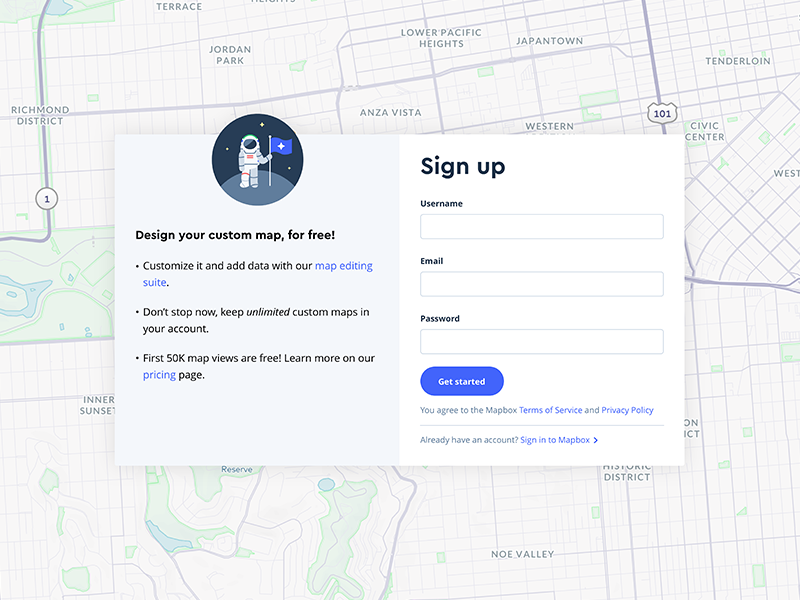 TERRACE
HEIGHTS
LOWER PACIFIC
HEIGHTS
JAPANTOWN
JORDAN
PARK
TENDERLOIN
RICHMOND
DISTRICT
ANZA VISTA
101
WESTERN
CIVIC
CENTER
WEST
1
Design your custom map, for free!
• Customize it and add data with our map editing
suite.
• Don't stop now, keep unlimited custom maps in
your account.
• First 50K map views are free! Learn more on our
pricing page.
Sign up
Username
Email
Password
Get started
You agree to the Mapbox Terms of Service and Privacy Policy
Already have an account? Sign in to Mapbox >
INNER
SUNSET
ON
ICT
Reserve
HISTORIC
DISTRICT
NOE VALLEY